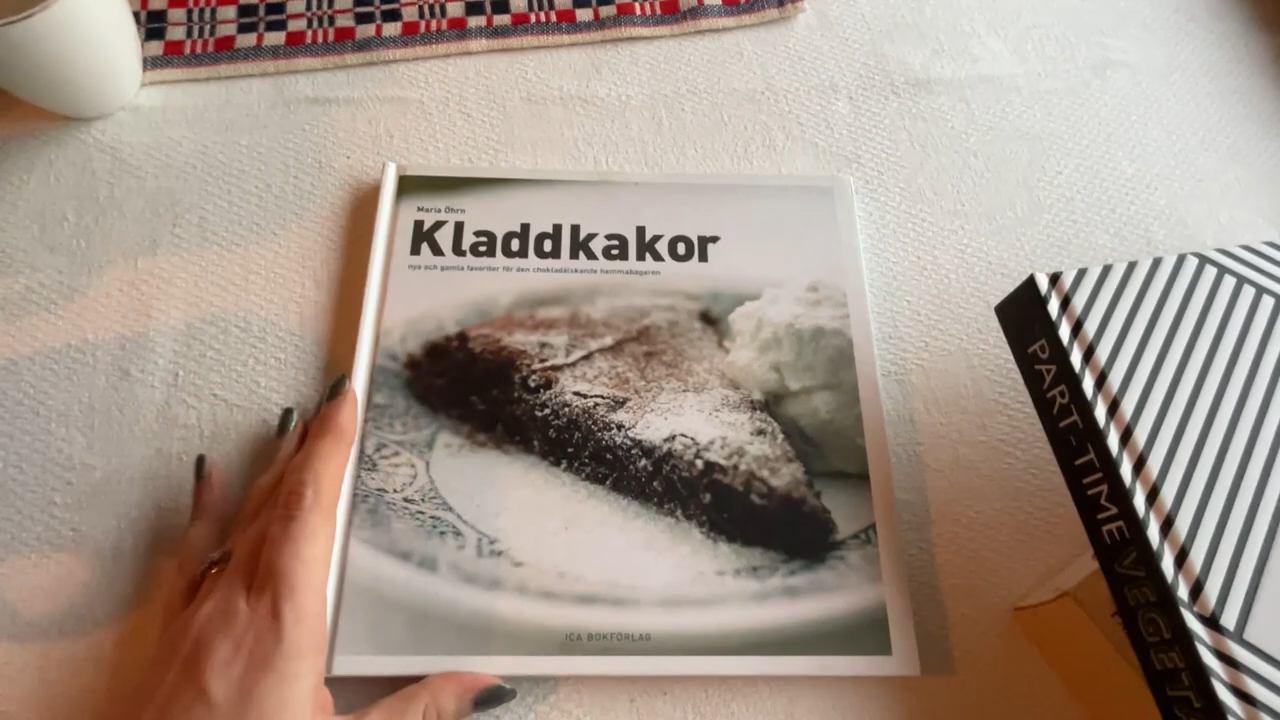 Maria Öhrn
Kladdkakor
nya och gamla favoriter för den chokladälskande hemmabagaren
ICA BOKFÖRLAG
PART-TIME VEGET